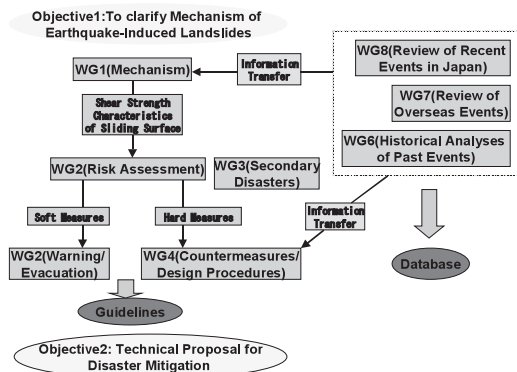 Objective1:To clarify Mechanism of
Earthquake-Induced Landslides
WG1(Mechanism)
Information
Transfer
WG8(Review of Recent
Events in Japan)
WG7(Review of
Overseas Events)
WG6(Historical Analyses
of Past Events)
Shear Strength
Characteristics
of Sliding Surface
WG2(Risk Assessment)
WG3(Secondary
Disasters)
Soft Measures
Hard Measures
Information
Transfer
WG2(Warning/
Evacuation)
WG4(Countermeasures/
Design Procedures)
Database
Guidelines
Objective2: Technical Proposal for
Disaster Mitigation